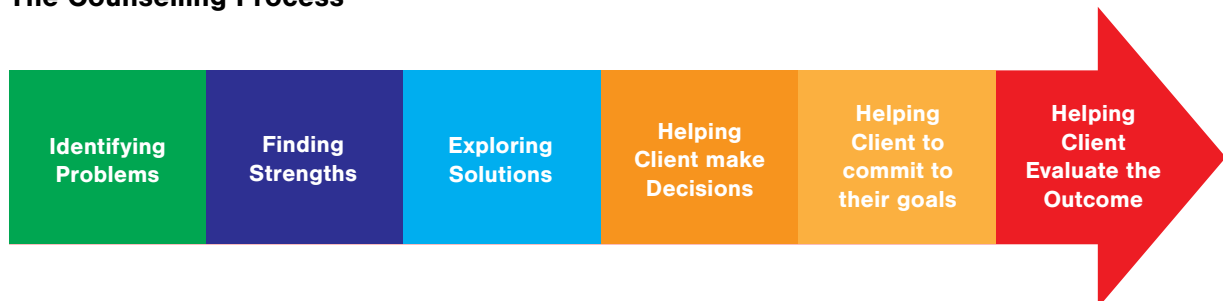 The Counselling Process
Identifying
Problems
Finding
Strengths
Exploring
Solutions
Helping
Client make
Decisions
Helping
Client to
commit to
their goals
Helping
Client
Evaluate the
Outcome